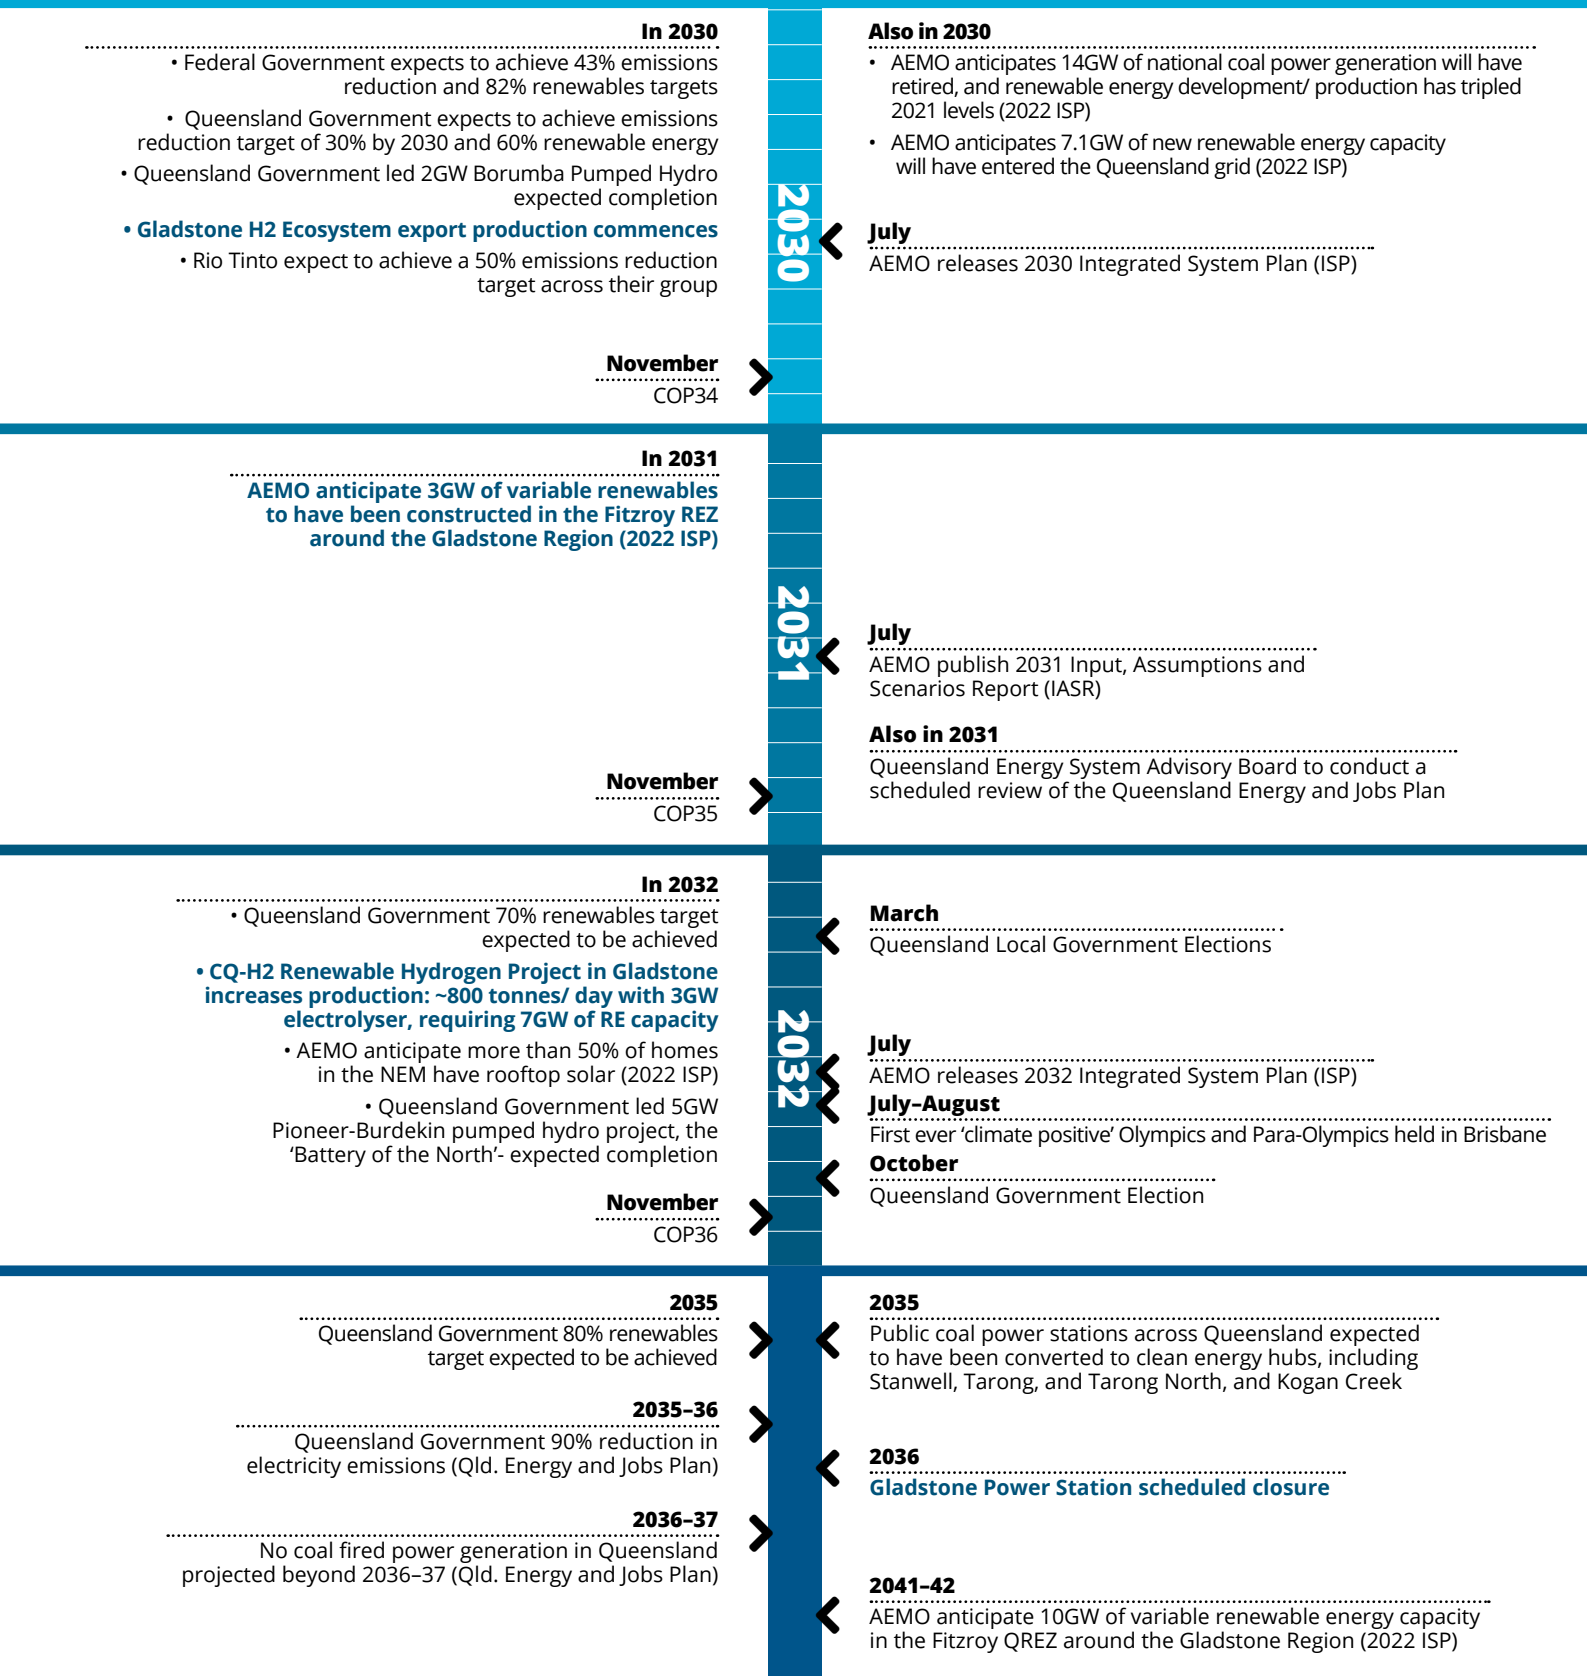 In 2030
• Federal Government expects to achieve 43% emissions
reduction and 82% renewables targets
• Queensland Government expects to achieve emissions
reduction target of 30% by 2030 and 60% renewable energy
• Queensland Government led 2GW Borumba Pumped Hydro
expected completion
• Gladstone H2 Ecosystem export production commences
• Rio Tinto expect to achieve a 50% emissions reduction
target across their group
November
COP34
2030
Also in 2030
• AEMO anticipates 14GW of national coal power generation will have
retired, and renewable energy development/ production has tripled
2021 levels (2022 ISP)
• AEMO anticipates 7.1GW of new renewable energy capacity
will have entered the Queensland grid (2022 ISP)
July
AEMO releases 2030 Integrated System Plan (ISP)
In 2031
AEMO anticipate 3GW of variable renewables
to have been constructed in the Fitzroy REZ
around the Gladstone Region (2022 ISP)
November
COP35
2031
July
AEMO publish 2031 Input, Assumptions and
Scenarios Report (IASR)
Also in 2031
Queensland Energy System Advisory Board to conduct a
scheduled review of the Queensland Energy and Jobs Plan
In 2032
• Queensland Government 70% renewables target
expected to be achieved
• CQ-H2 Renewable Hydrogen Project in Gladstone
increases production: ~800 tonnes/ day with 3GW
electrolyser, requiring 7GW of RE capacity
• AEMO anticipate more than 50% of homes
in the NEM have rooftop solar (2022 ISP)
• Queensland Government led 5GW
Pioneer-Burdekin pumped hydro project, the
‘Battery of the North’- expected completion
November
COP36
2032
March
Queensland Local Government Elections
July
AEMO releases 2032 Integrated System Plan (ISP)
July–August
First ever ‘climate positive’ Olympics and Para-Olympics held in Brisbane
October
Queensland Government Election
2035
Queensland Government 80% renewables
target expected to be achieved
2035–36
Queensland Government 90% reduction in
electricity emissions (Qld. Energy and Jobs Plan)
2036–37
No coal fired power generation in Queensland
projected beyond 2036–37 (Qld. Energy and Jobs Plan)
2035
Public coal power stations across Queensland expected
to have been converted to clean energy hubs, including
Stanwell, Tarong, and Tarong North, and Kogan Creek
2036
Gladstone Power Station scheduled closure
2041–42
AEMO anticipate 10GW of variable renewable energy capacity
in the Fitzroy QREZ around the Gladstone Region (2022 ISP)